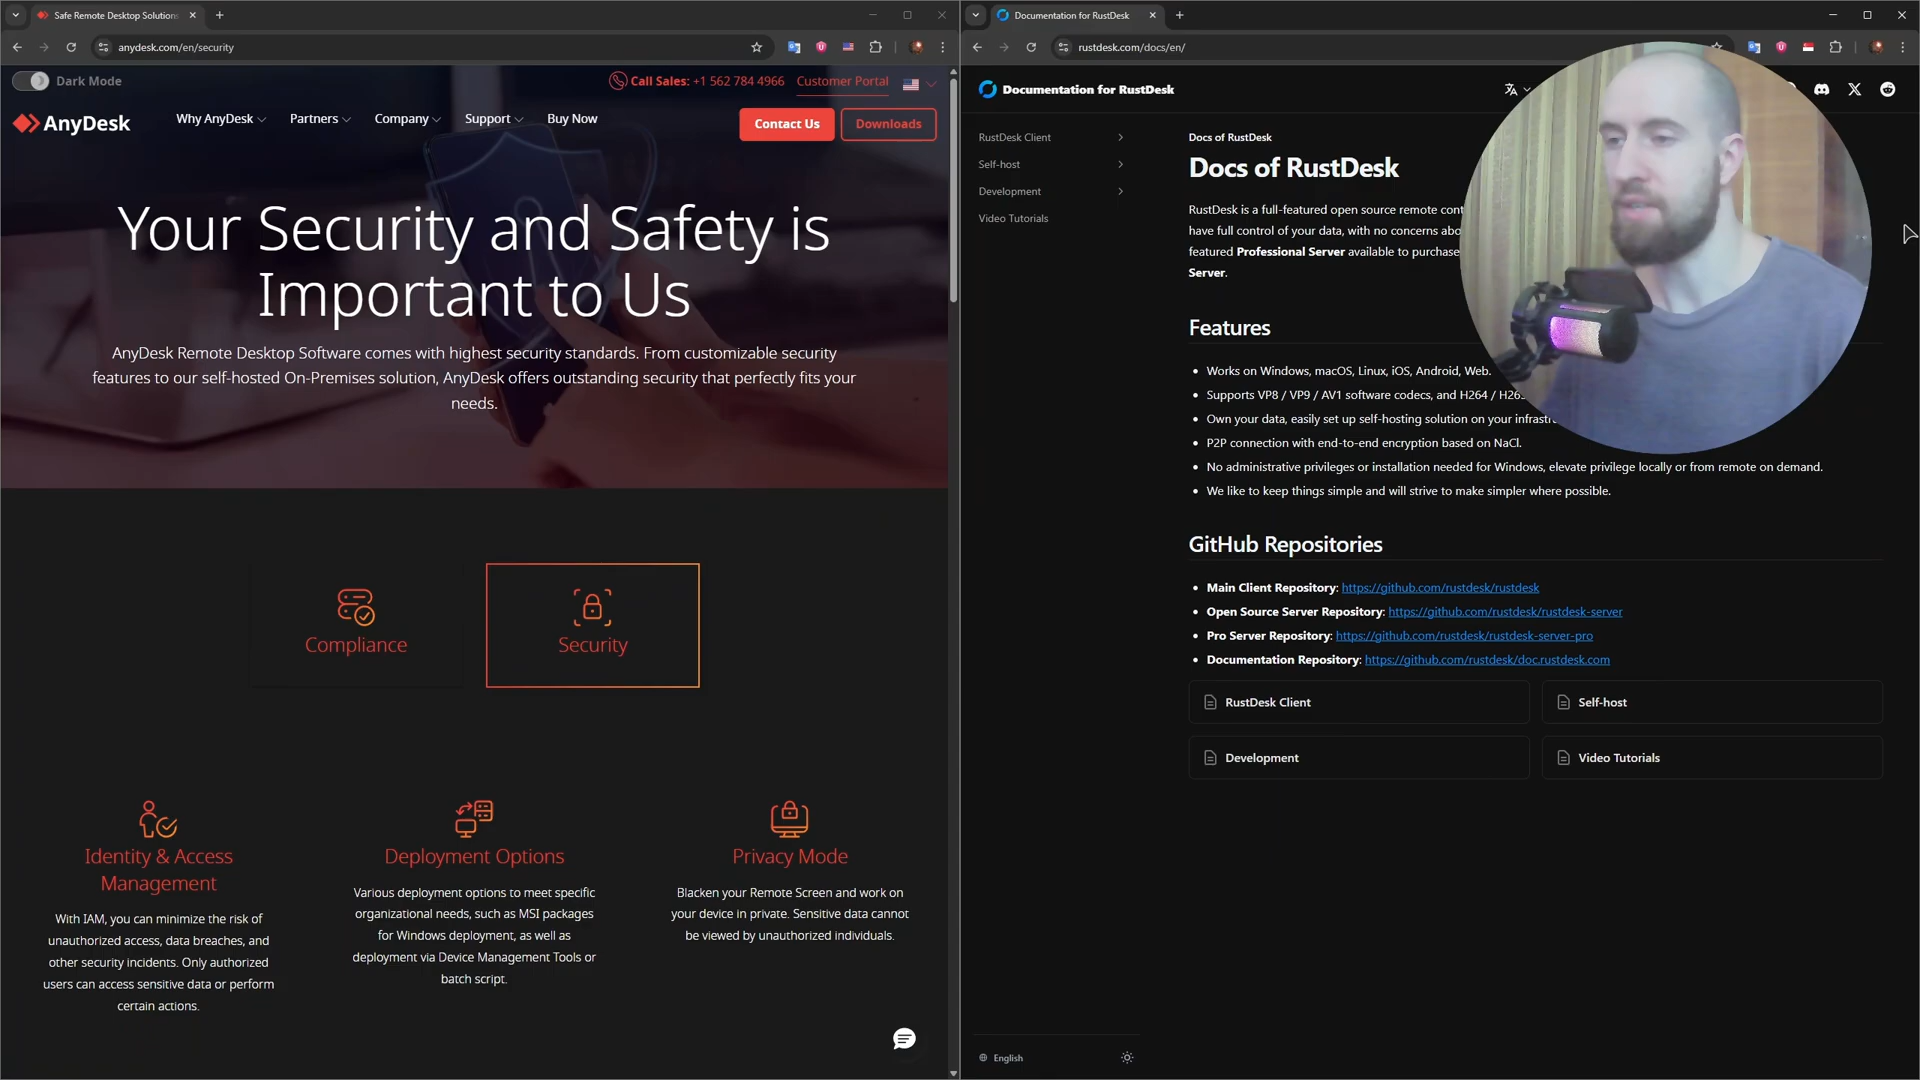 Safe Remote Desktop Solutions
anydesk.com/en/security
Dark Mode
Call Sales: +1 562 784 4966
Customer Portal
AnyDesk
Why AnyDesk
Partners
Company
Support
Buy Now
Contact Us
Downloads
Your Security and Safety is
Important to Us
AnyDesk Remote Desktop Software comes with highest security standards. From customizable security
features to our self-hosted On-Premises solution, AnyDesk offers outstanding security that perfectly fits your
needs.
Compliance
Security
Identity & Access
Management
With IAM, you can minimize the risk of
unauthorized access, data breaches, and
other security incidents. Only authorized
users can access sensitive data or perform
certain actions.
Deployment Options
Various deployment options to meet specific
organizational needs, such as MSI packages
for Windows deployment, as well as
deployment via Device Management Tools or
batch script.
Privacy Mode
Blacken your Remote Screen and work on
your device in private. Sensitive data cannot
be viewed by unauthorized individuals.
Documentation for RustDesk
rustdesk.com/docs/en/
Documentation for RustDesk
RustDesk Client
Self-host
Development
Video Tutorials
English
Docs of RustDesk
Docs of RustDesk
RustDesk is a full-featured open source remote
have full control of your data, with no concerns
featured Professional Server available to purchase
Server.
Features
Works on Windows, macOS, Linux, iOS, Android, Web.
Supports VP8 / VP9 / AV1 software codecs, and H264 /
Own your data, easily set up self-hosting solution on your
P2P connection with end-to-end encryption based on NaCl.
No administrative privileges or installation needed for Windows, elevate privilege locally or from remote on demand.
We like to keep things simple and will strive to make simpler where possible.
GitHub Repositories
Main Client Repository: https://github.com/rustdesk/rustdesk
Open Source Server Repository: https://github.com/rustdesk/rustdesk-server
Pro Server Repository: https://github.com/rustdesk/rustdesk-server-pro
Documentation Repository: https://github.com/rustdesk/doc.rustdesk.com
RustDesk Client
Self-host
Development
Video Tutorials